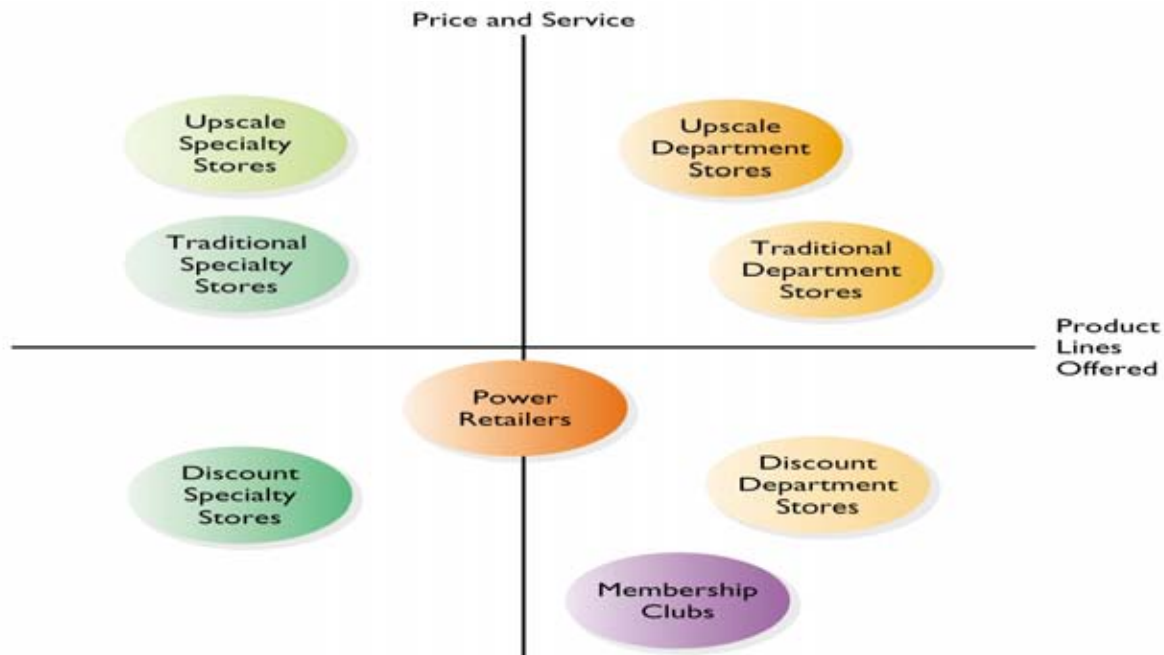 Price and Service
Upscale
Specialty
Stores
Upscale
Department
Stores
Traditional
Specialty
Stores
Traditional
Department
Stores
Product
Lines
Offered
Power
Retailers
Discount
Specialty
Stores
Discount
Department
Stores
Membership
Clubs